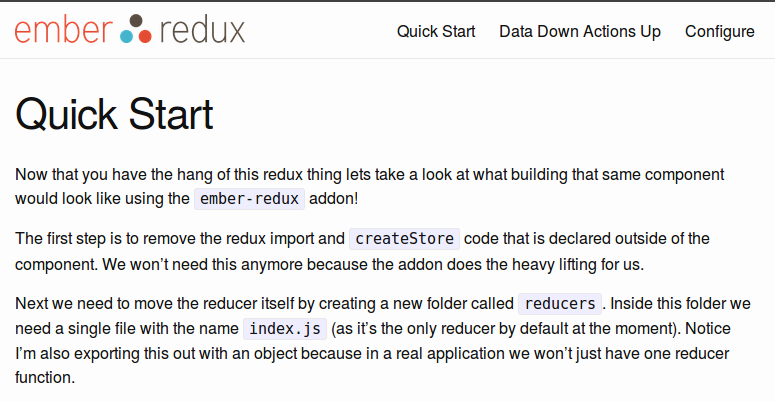 ember redux
Quick Start Data Down Actions Up Configure
Quick Start
Now that you have the hang of this redux thing lets take a look at what building that same component
would look like using the ember-redux addon!
The first step is to remove the redux import and createStore code that is declared outside of the
component. We won’t need this anymore because the addon does the heavy lifting for us.
Next we need to move the reducer itself by creating a new folder called reducers. Inside this folder we
need a single file with the name index.js (as it’s the only reducer by default at the moment). Notice
I’m also exporting this out with an object because in a real application we won’t just have one reducer
function.